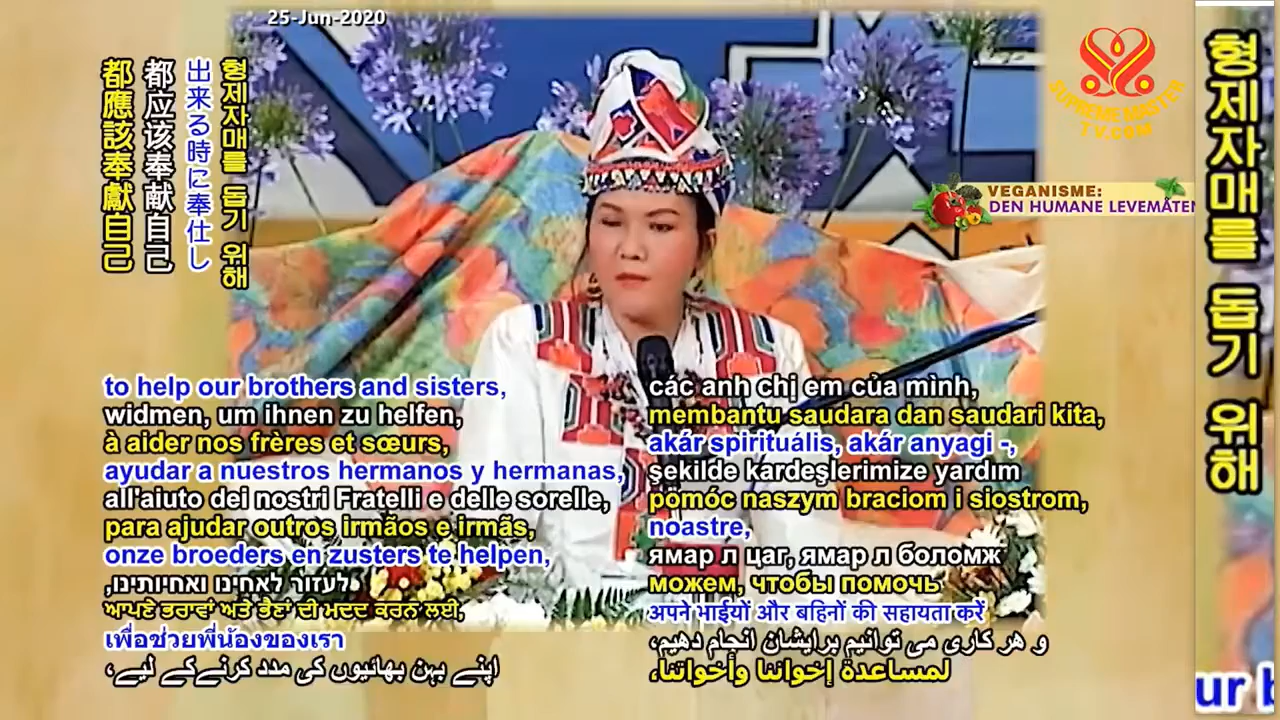 25-Jun-2020
형제자매를 돕기 위해
出来る時に奉仕し
都应该奉献自己
都應該奉獻自己
SUPREME MASTER
TV.COM
VEGANISME:
DEN HUMANE LEVEMÅTEN
to help our brothers and sisters,
widmen, um ihnen zu helfen,
à aider nos frères et sœurs,
ayudar a nuestros hermanos y hermanas,
all'aiuto dei nostri Fratelli e delle sorelle,
para ajudar outros irmãos e irmãs,
onze broeders en zusters te helpen,
לעזור לאחינו ואחיותינו,
ਆਪਣੇ ਭਰਾਵਾਂ ਅਤੇ ਭੈਣਾਂ ਦੀ ਮਦਦ ਕਰਨ ਲਈ,
เพื่อช่วยพี่น้องของเรา
اپنے بہن بھائیوں کی مدد کرنےکے لیے،
các anh chị em của mình,
membantu saudara dan saudari kita,
akár spirituális, akár anyagi -,
şekilde kardeşlerimize yardım
pomóc naszym braciom i siostrom,
noastre,
ямар л цаг, ямар л боломж
можем, чтобы помочь
अपने भाईयों और बहिनों की सहायता करें
و هر کاری می توانیم برایشان انجام دهیم،
لمساعدة إخواننا وأخواتنا،
형제자매를 돕기 위해
ur b